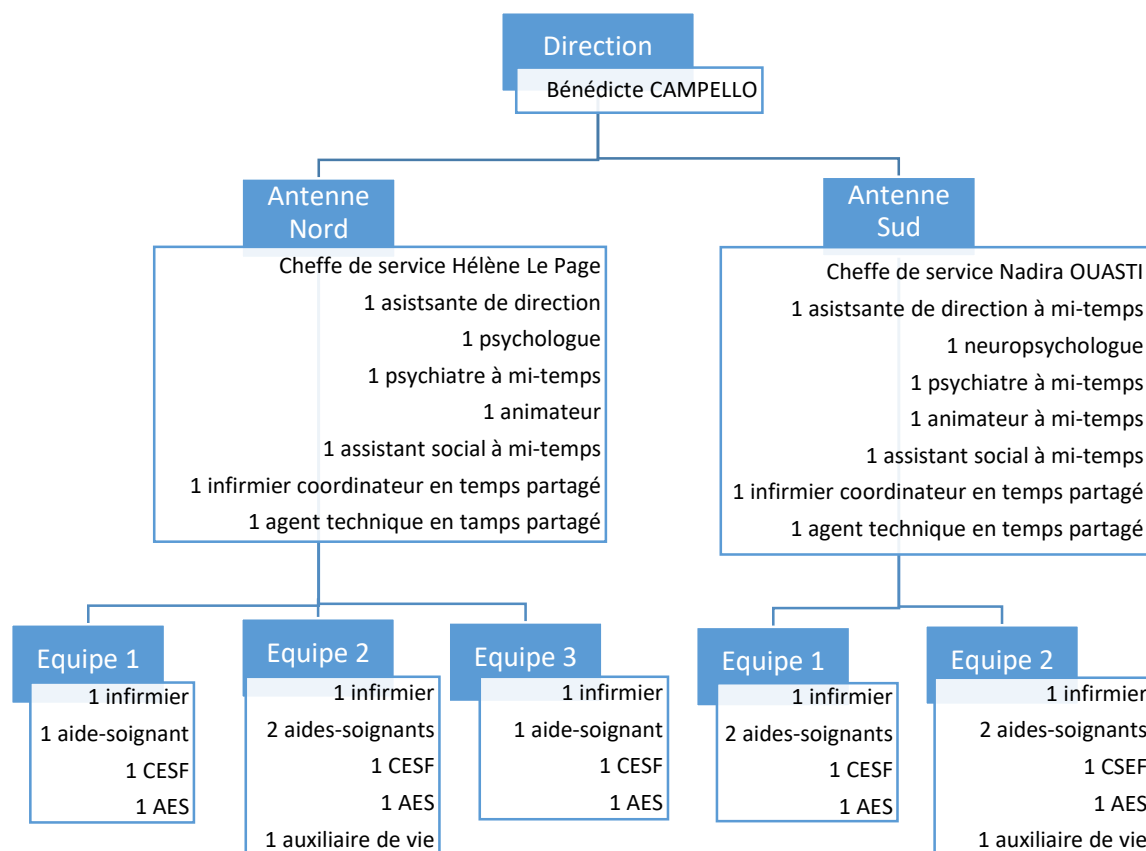 Direction
Bénédicte CAMPELLO
Antenne
Nord
Cheffe de service Hélène Le Page
1 asistsante de direction
1 psychologue
1 psychiatre à mi-temps
1 animateur
1 assistant social à mi-temps
1 infirmier coordinateur en temps partagé
1 agent technique en tamps partagé
Antenne
Sud
Cheffe de service Nadira OUASTI
1 asistsante de direction à mi-temps
1 neuropsychologue
1 psychiatre à mi-temps
1 animateur à mi-temps
1 assistant social à mi-temps
1 infirmier coordinateur en temps partagé
1 agent technique en temps partagé
Equipe 1
1 infirmier
1 aide-soignant
1 CESF
1 AES
Equipe 2
1 infirmier
2 aides-soignants
1 CESF
1 AES
1 auxiliaire de vie
Equipe 3
1 infirmier
1 aide-soignant
1 CESF
1 AES
Equipe 1
1 infirmier
2 aides-soignants
1 CESF
1 AES
Equipe 2
1 infirmier
2 aides-soignants
1 CSEF
1 AES
1 auxiliaire de vie